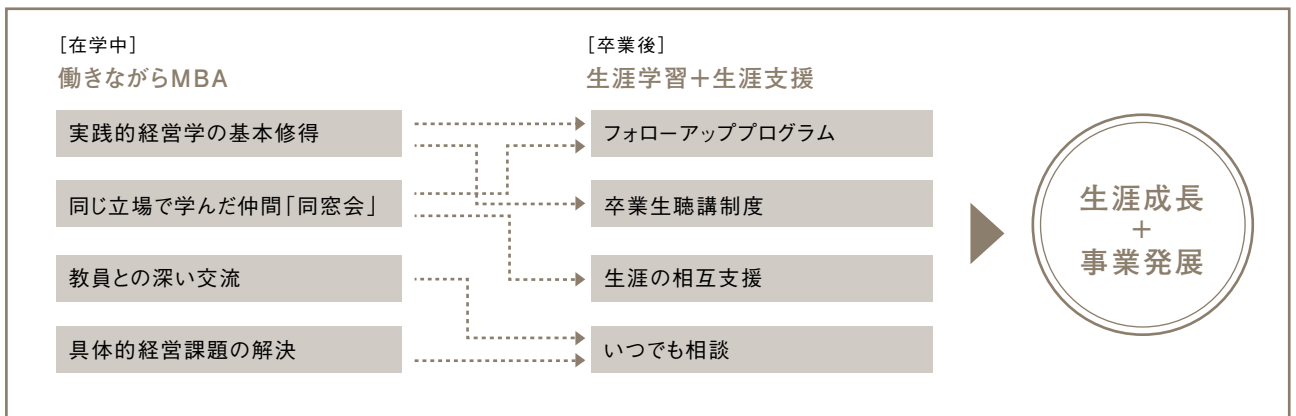 [在学中]
働きながらMBA
実践的経営学の基本修得
同じ立場で学んだ仲間「同窓会」
教員との深い交流
具体的経営課題の解決
[卒業後]
生涯学習+生涯支援
フォローアッププログラム
卒業生聴講制度
生涯の相互支援
いつでも相談
生涯成長
+
事業発展